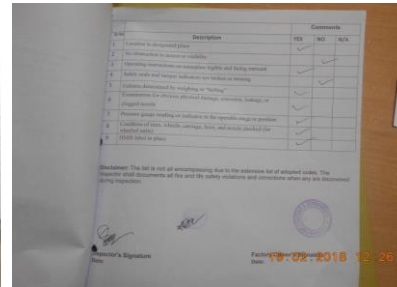 Comments
S/No Description YES NO N/A
1 Location in designated place
2 No obstruction to access or visibility
3 Operating instructions on nameplate legible and facing outward
4 Safety seals and tamper indicators not broken or missing
5 Fullness determined by weighing or "hefting"
6 Examination for obvious physical damage, corrosion, leakage, or
clogged nozzle
7 Pressure gauge reading or indicator in the operable range or position
8 Condition of tires, wheels, carriage, hose, and nozzle checked (for
wheeled units)
9 HMIS label in place
Disclaimer: The list is not all encompassing due to the extensive list of adopted codes. The
inspector shall documents all fire and life safety violations and corrections when any are discovered
during inspection.
Inspector's Signature
Factory
12:26